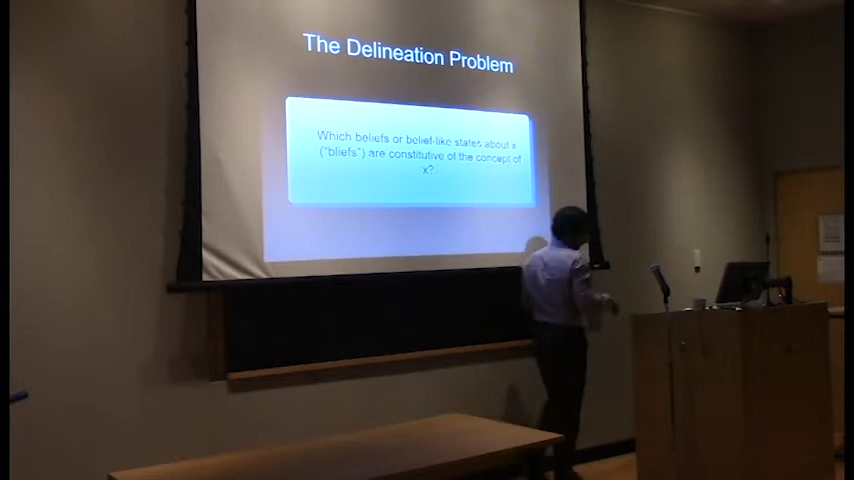 The Delineation Problem
Which beliefs or belief-like states about x
("bliefs") are constitutive of the concept of
x?